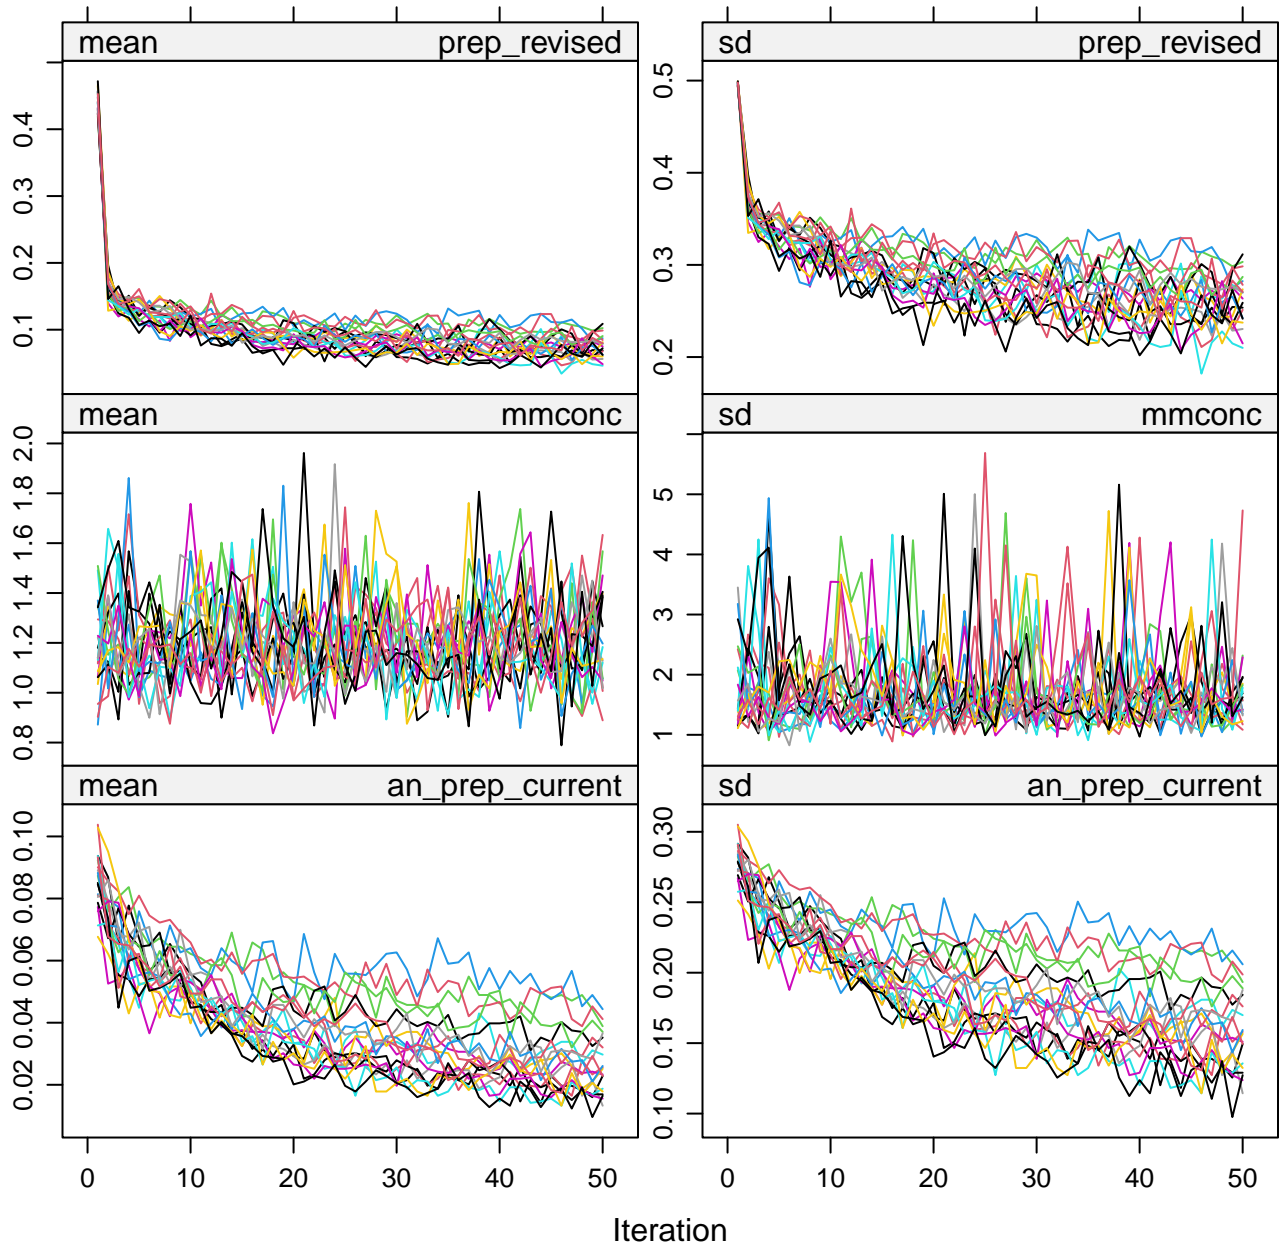 mean prep_revised
sd prep_revised
0.1 0.2 0.3 0.4
0.2 0.3 0.4 0.5
mean mmconc
sd mmconc
0.8 1.0 1.2 1.4 1.6 1.8 2.0
1 2 3 4 5
mean an_prep_current
sd an_prep_current
0.02 0.04 0.06 0.08 0.10
0.10 0.15 0.20 0.25 0.30
0 10 20 30 40 50
0 10 20 30 40 50
Iteration